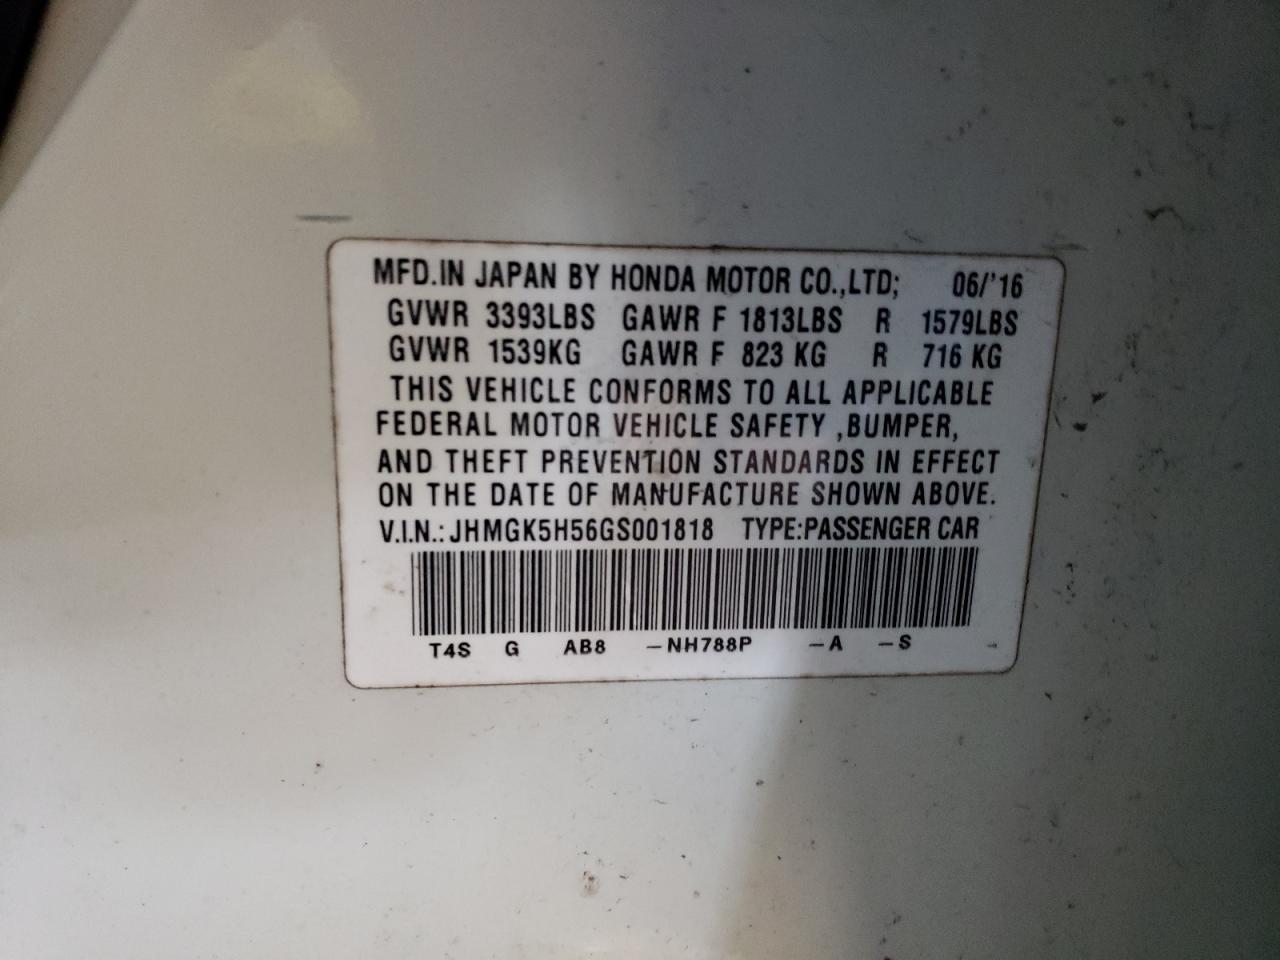 MFD.IN JAPAN BY HONDA MOTOR CO.,LTD; 06/'16
GVWR 3393LBS GAWR F 1813LBS R 1579LBS
GVWR 1539KG GAWR F 823 KG R 716 KG
THIS VEHICLE CONFORMS TO ALL APPLICABLE
FEDERAL MOTOR VEHICLE SAFETY ,BUMPER,
AND THEFT PREVENTION STANDARDS IN EFFECT
ON THE DATE OF MANUFACTURE SHOWN ABOVE.
V.I.N.: JHMGK5H56GS001818 TYPE:PASSENGER CAR
T4S G AB8 -NH788P -A -S -